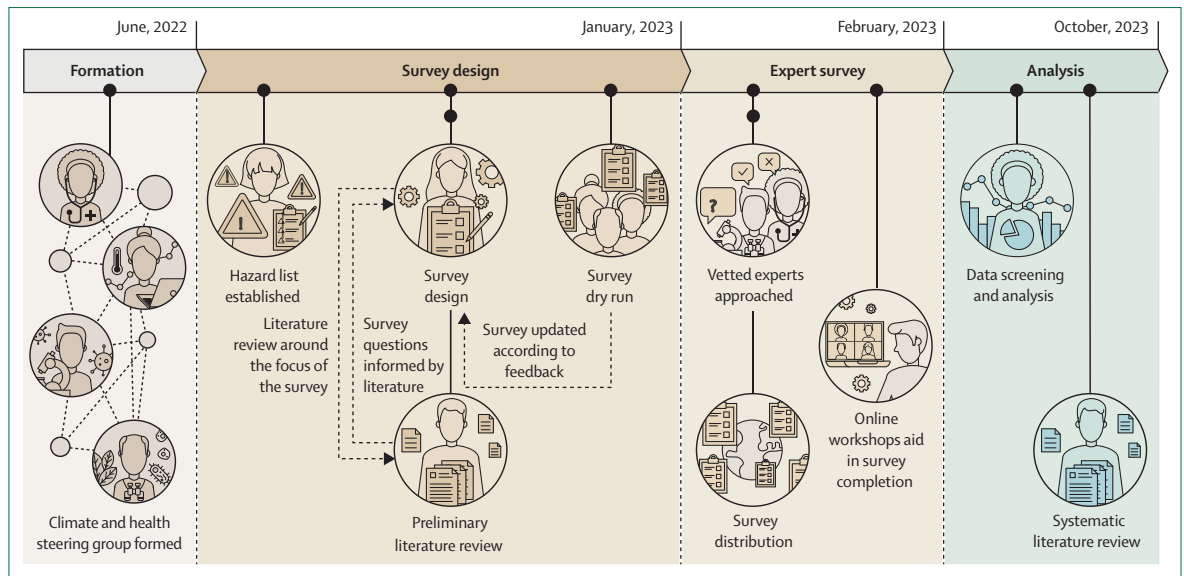 June, 2022
January, 2023
February, 2023
October, 2023
Formation
Survey design
Expert survey
Analysis
Climate and health
steering group formed
Hazard list
established
Literature
review around
the focus of
the survey
Survey
questions
informed by
literature
Survey
design
Survey updated
according to
feedback
Survey
dry run
Preliminary
literature review
?
Vetted experts
approached
Survey
distribution
Online
workshops aid
in survey
completion
Data screening
and analysis
Systematic
literature review